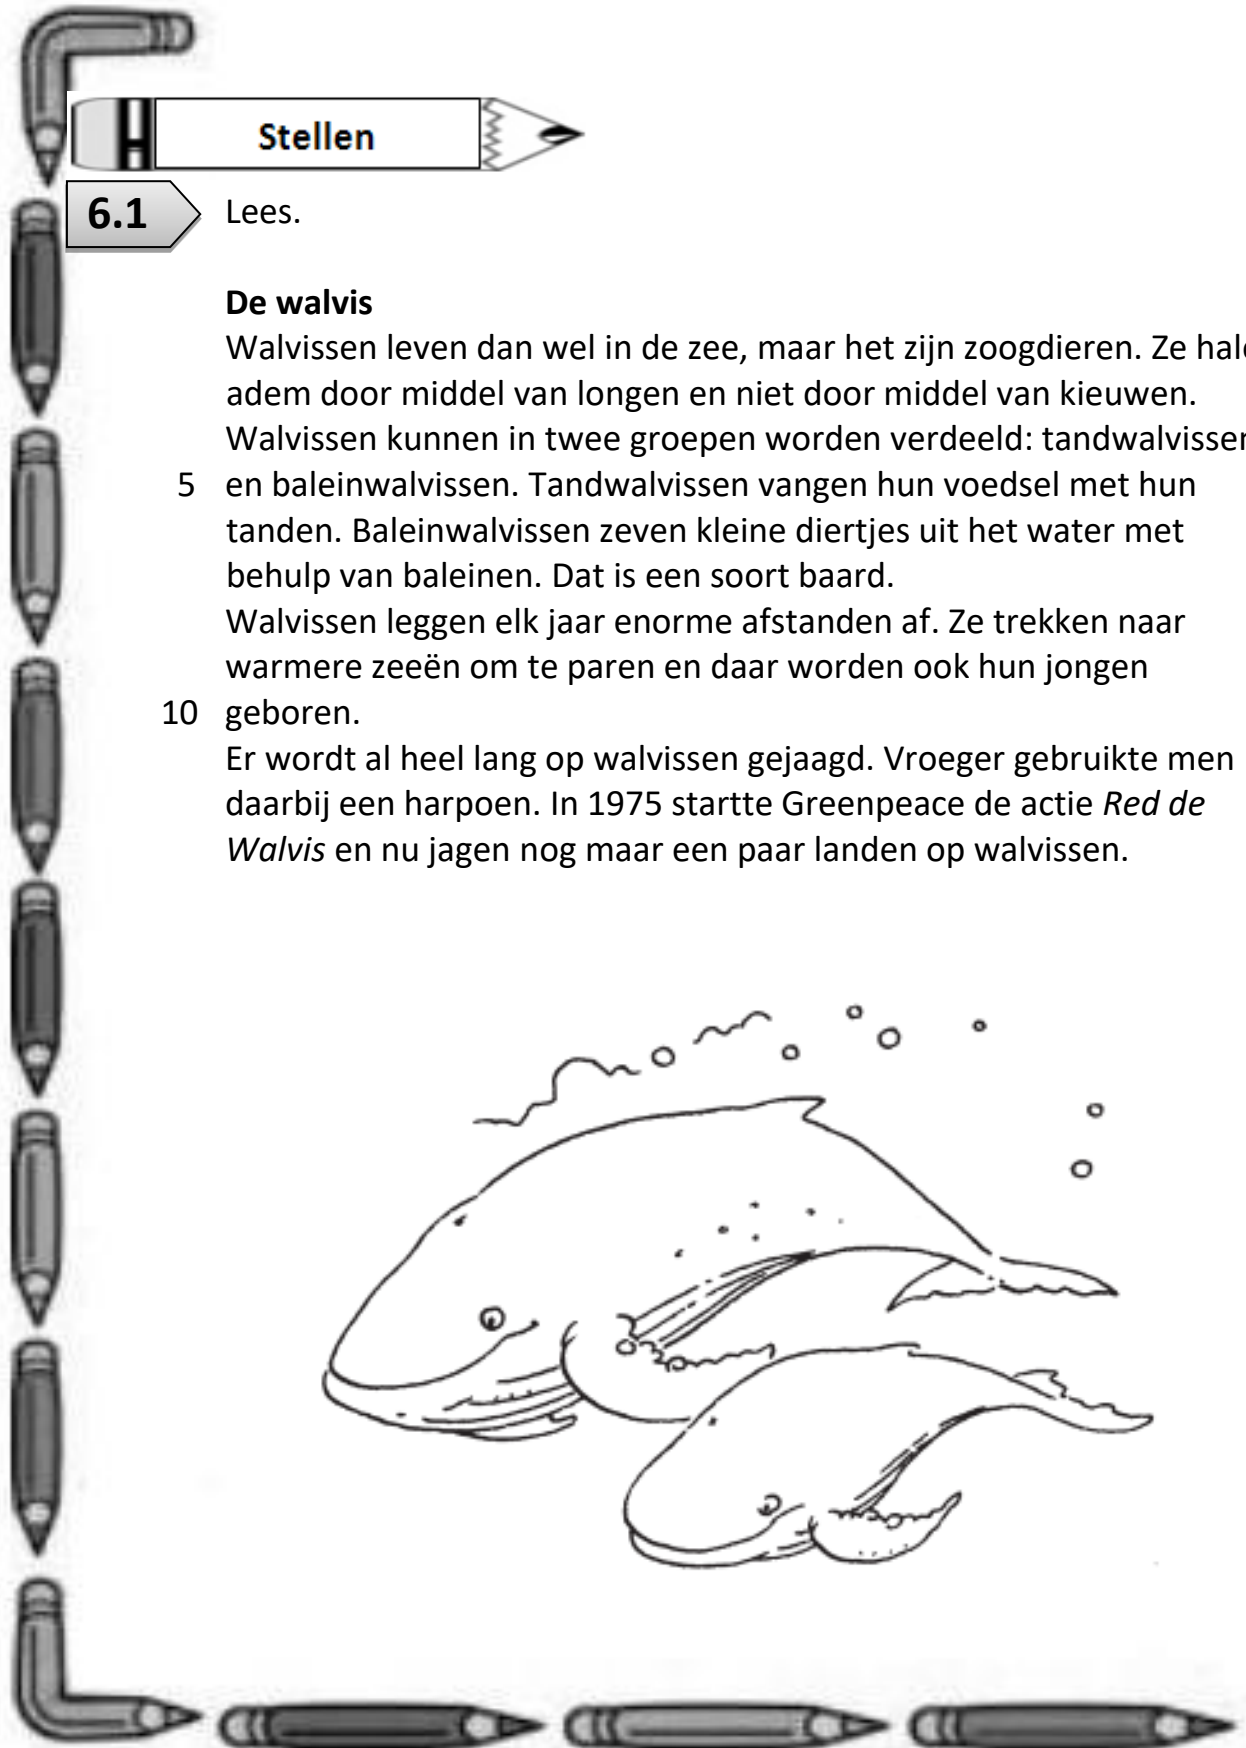 Stellen
6.1 Lees.
De walvis
Walvissen leven dan wel in de zee, maar het zijn zoogdieren. Ze hale
adem door middel van longen en niet door middel van kieuwen.
Walvissen kunnen in twee groepen worden verdeeld: tandwalvissen
5 en baleinwalvissen. Tandwalvissen vangen hun voedsel met hun
tanden. Baleinwalvissen zeven kleine diertjes uit het water met
behulp van baleinen. Dat is een soort baard.
Walvissen leggen elk jaar enorme afstanden af. Ze trekken naar
warmere zeeën om te paren en daar worden ook hun jongen
10 geboren.
Er wordt al heel lang op walvissen gejaagd. Vroeger gebruikte men
daarbij een harpoen. In 1975 startte Greenpeace de actie Red de
Walvis en nu jagen nog maar een paar landen op walvissen.